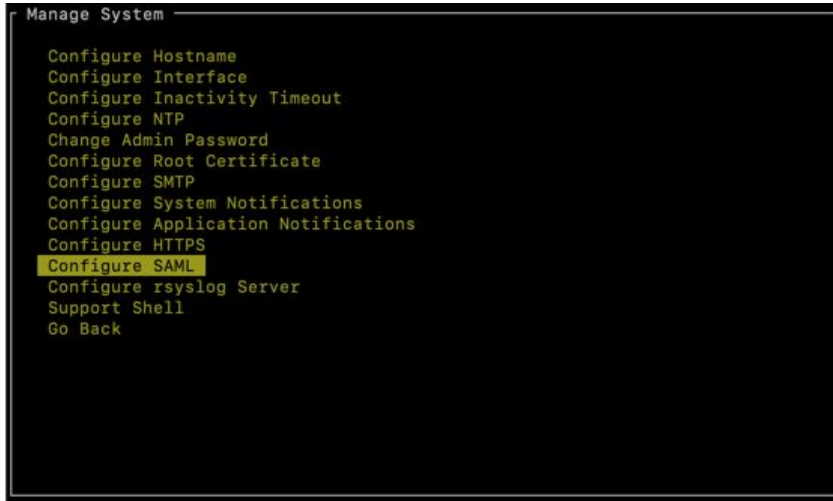 Manage System
Configure Hostname
Configure Interface
Configure Inactivity Timeout
Configure NTP
Change Admin Password
Configure Root Certificate
Configure SMTP
Configure System Notifications
Configure Application Notifications
Configure HTTPS
Configure SAML
Configure rsyslog Server
Support Shell
Go Back